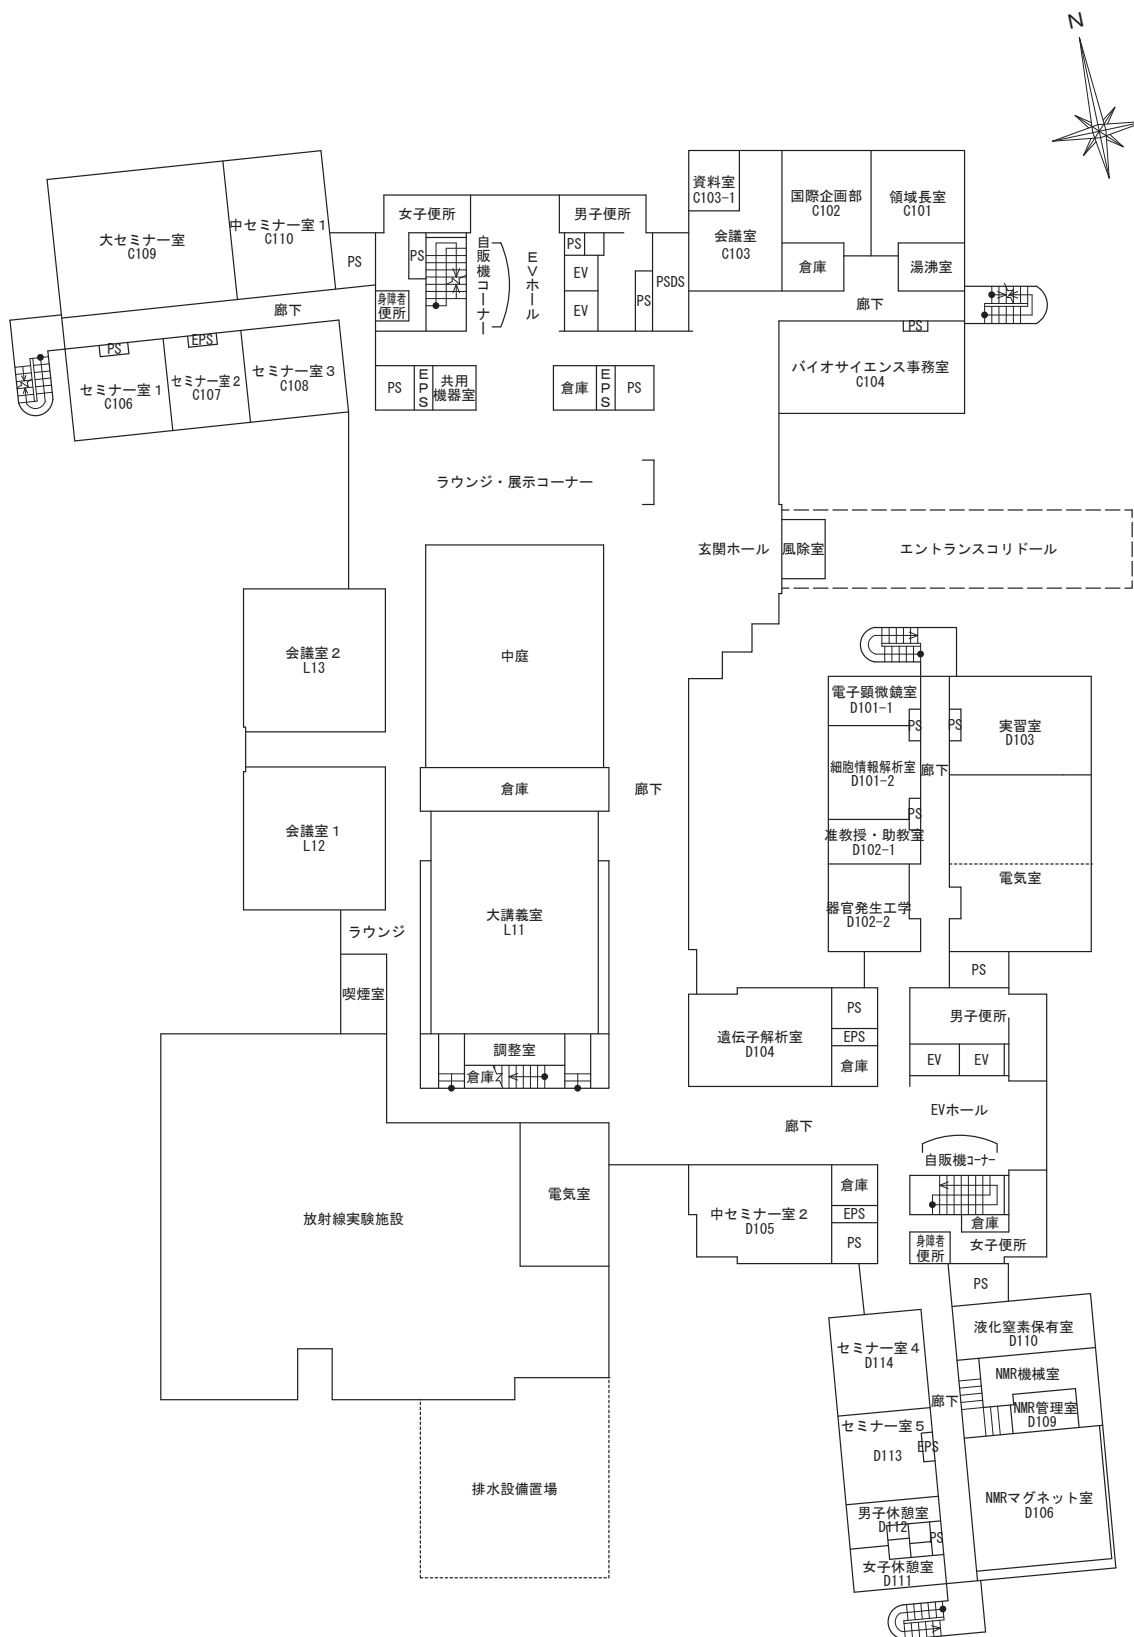 N
大セミナー室
C109
中セミナー室１
C110
PS
女子便所
PS
身障者
便所
自販機コーナー
EVホール
男子便所
PS
EV
EV
PS
PSDS
資料室
C103-1
会議室
C103
国際企画部
C102
倉庫
領域長室
C101
湯沸室
廊下
廊下
PS
バイオサイエンス事務室
C104
PS
セミナー室１
C106
EPS
セミナー室２
C107
セミナー室３
C108
PS
EPS
共用
機器室
倉庫
EPS
PS
ラウンジ・展示コーナー
玄関ホール
風除室
エントランスコリドール
会議室２
L13
中庭
倉庫
廊下
会議室１
L12
大講義室
L11
ラウンジ
喫煙室
調整室
倉庫
電子顕微鏡室
D101-1
PS
PS
実習室
D103
細胞情報解析室
D101-2
廊下
PS
准教授・助教室
D102-1
電気室
器官発生工学
D102-2
PS
遺伝子解析室
D104
PS
EPS
倉庫
男子便所
EV
EV
EVホール
廊下
自販機コーナー
倉庫
放射線実験施設
電気室
中セミナー室２
D105
倉庫
EPS
PS
身障者
便所
女子便所
PS
セミナー室４
D114
液化窒素保有室
D110
NMR機械室
廊下
NMR管理室
D109
セミナー室５
D113
EPS
NMRマグネット室
D106
男子休憩室
D112
PS
女子休憩室
D111
排水設備置場